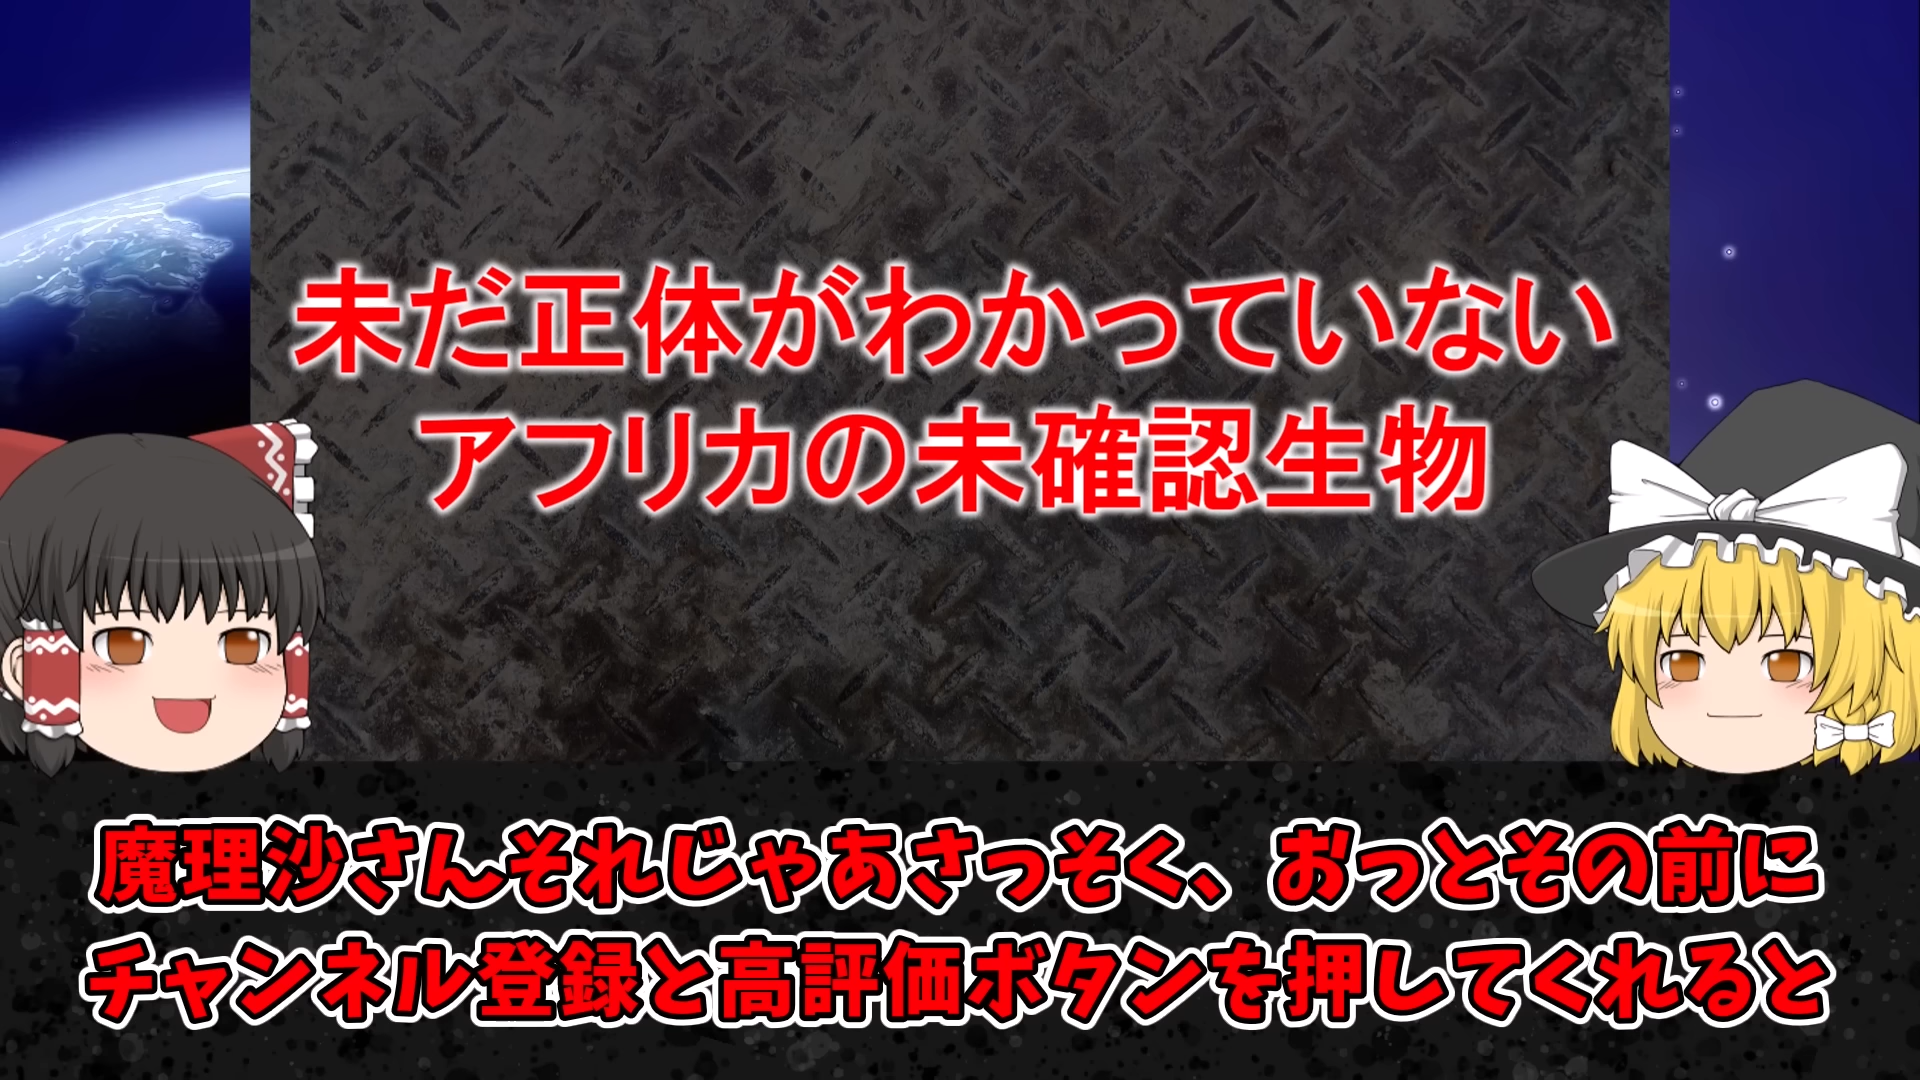 未だ正体がわかっていない
アフリカの未確認生物
魔理沙さんそれじゃあさっそく、おっとその前に
チャンネル登録と高評価ボタンを押してくれると